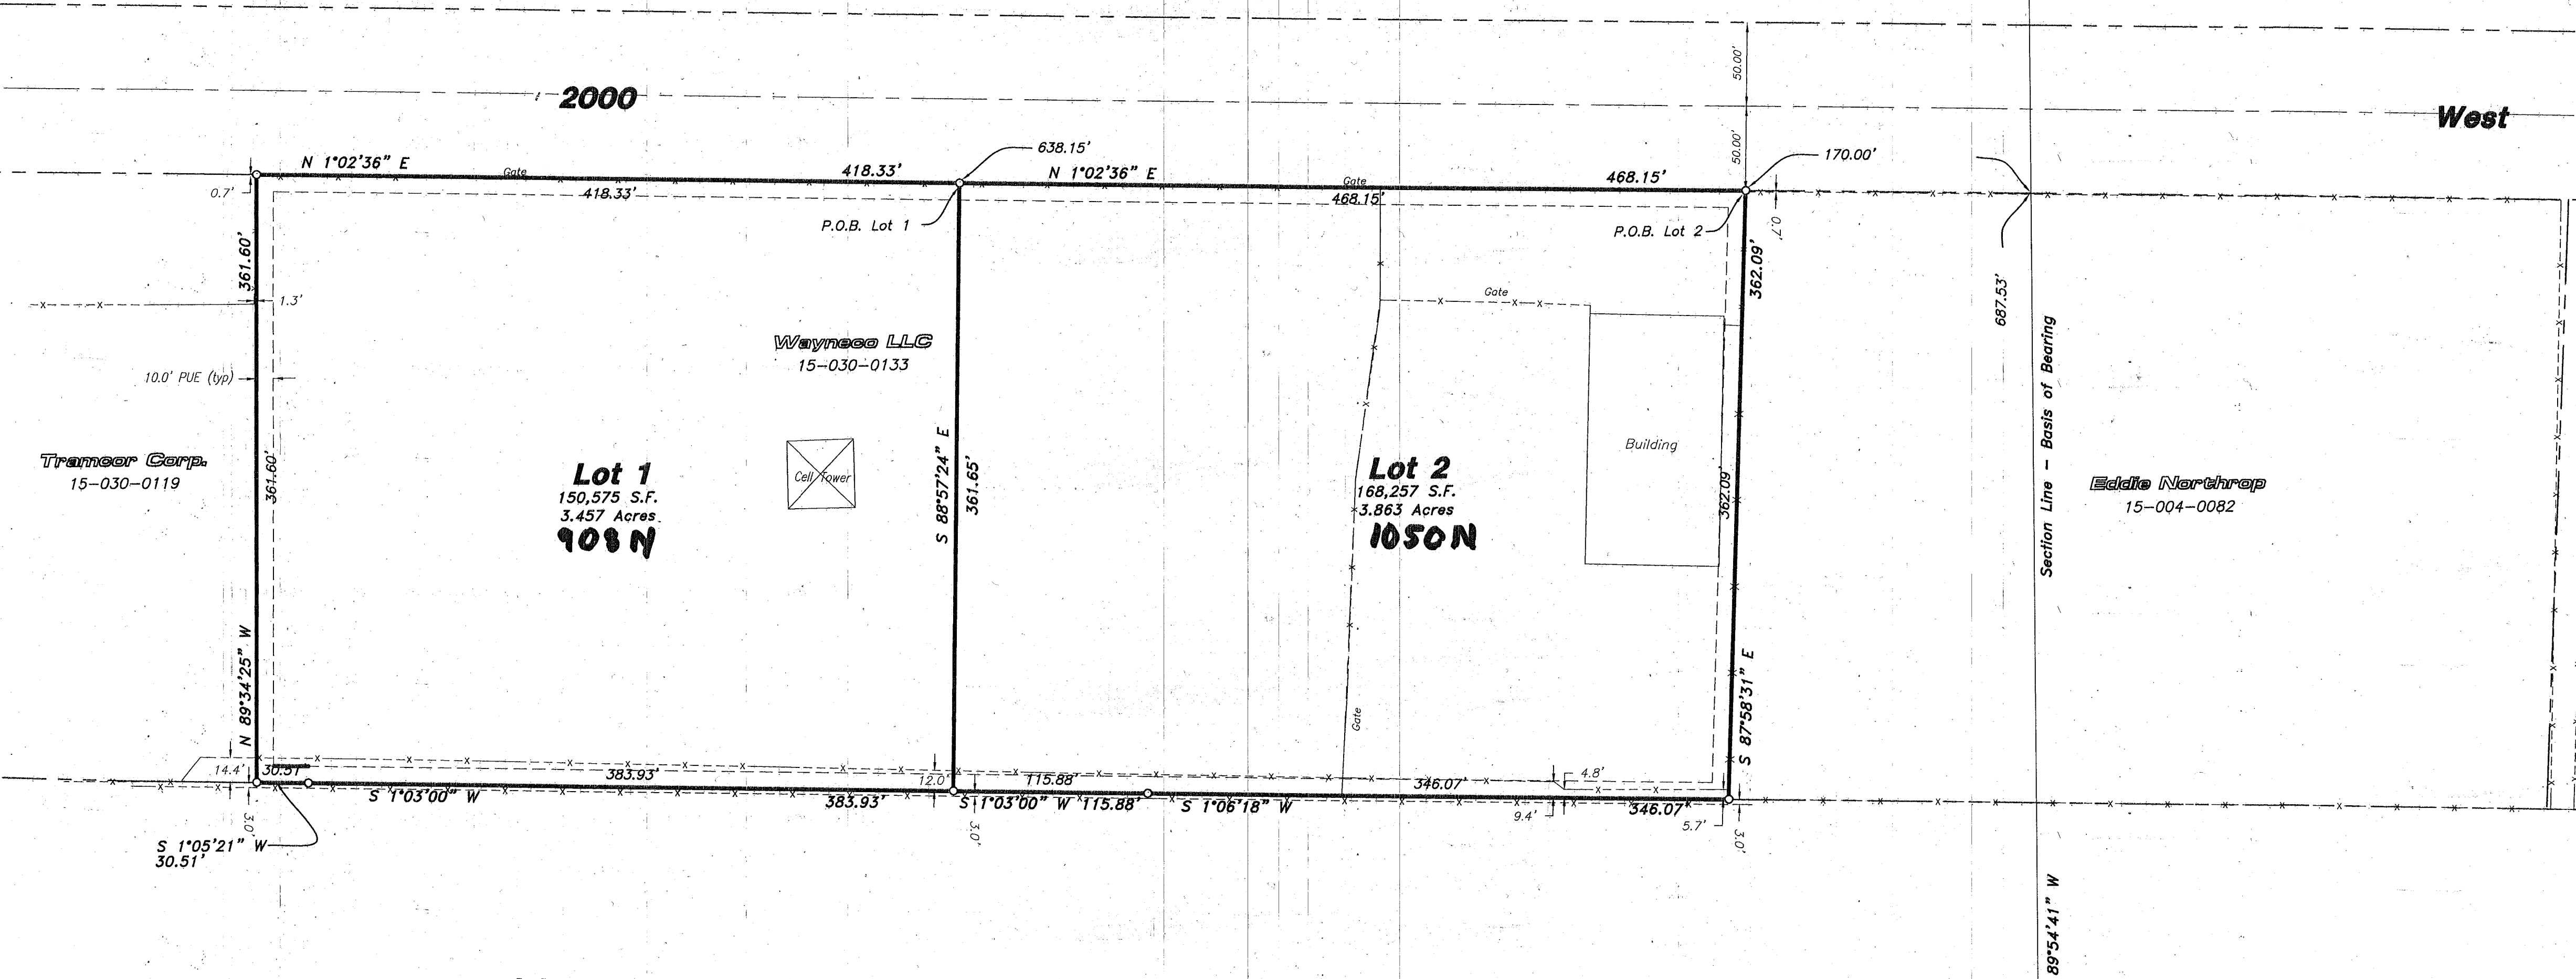 2000
West
50.00'
50.00'
N 1°02'36" E
Gate
418.33'
418.33'
638.15'
N 1°02'36" E
Gate
468.15'
468.15'
170.00'
0.7'
P.O.B. Lot 1
P.O.B. Lot 2
0.7'
361.60'
1.3'
10.0' PUE (typ)
Wayneco LLC
15-030-0133
Gate
362.09'
687.53'
Section Line - Basis of Bearing
Tramcor Corp.
15-030-0119
361.60'
Lot 1
150,575 S.F.
3.457 Acres
908 N
Cell Tower
S 88°57'24" E
361.65'
Lot 2
168,257 S.F.
3.863 Acres
1050 N
Building
362.09'
Eddie Northrop
15-004-0082
N 89°34'25" W
Gate
S 87°58'31" E
14.4'
30.51'
383.93'
12.0'
115.88'
346.07'
4.8'
S 1°03'00" W
383.93'
S 1°03'00" W 115.88'
S 1°06'18" W
9.4'
346.07'
5.7'
3.0'
3.0'
3.0'
S 1°05'21" W
30.51'
89°54'41" W